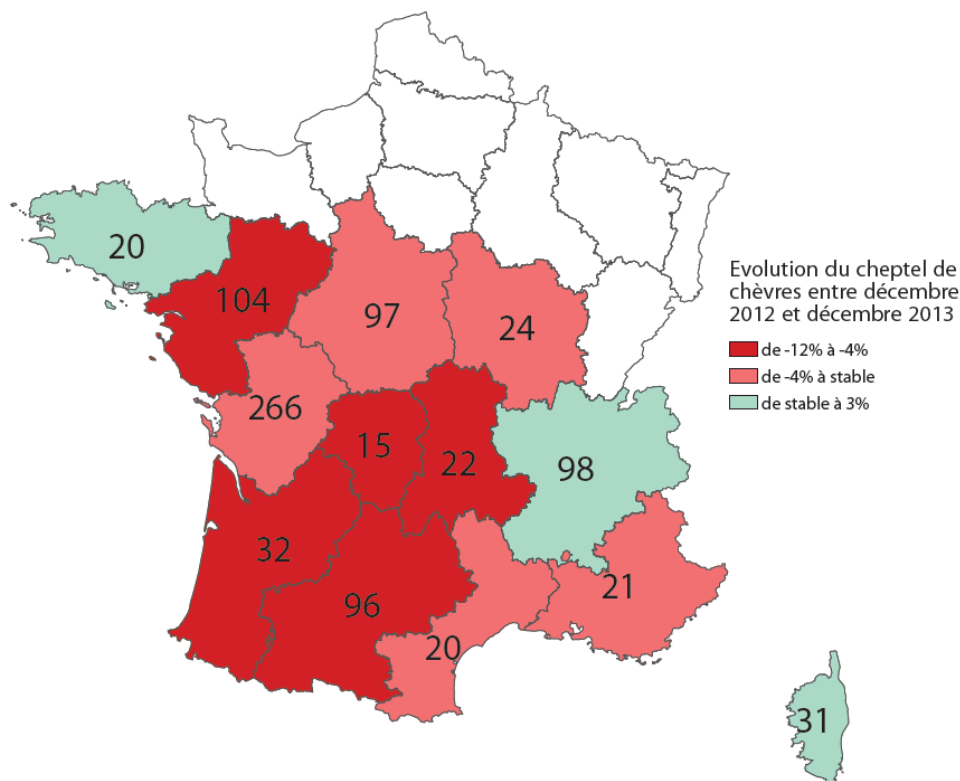 20
104
97
24
266
15
22
98
32
96
21
20
31
Evolution du cheptel de
chèvres entre décembre
2012 et décembre 2013
de -12% à -4%
de -4% à stable
de stable à 3%